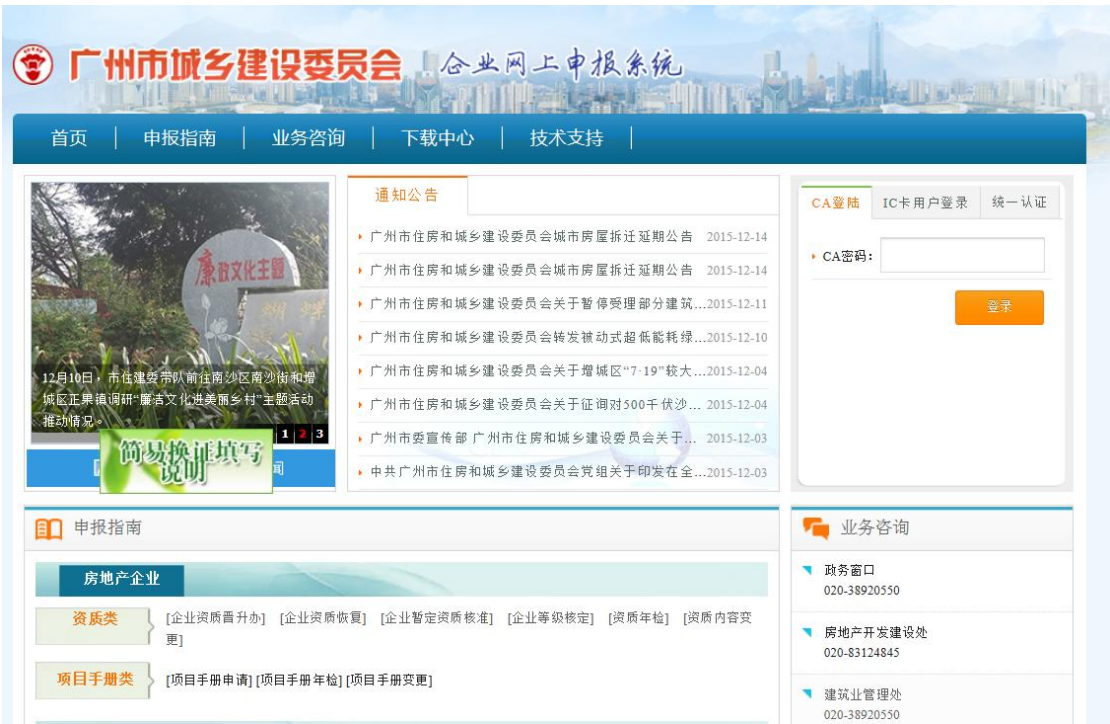 广州市城乡建设委员会 企业网上申报系统
首页 申报指南 业务咨询 下载中心 技术支持
廉政文化主题
12月10日，市住建委带队前往南沙区南沙街和增
城区正果镇调研“廉洁文化进美丽乡村”主题活动
推动情况。
1 2 3
简易换证填写
说明
闻
通知公告
广州市住房和城乡建设委员会城市房屋拆迁延期公告 2015-12-14
广州市住房和城乡建设委员会城市房屋拆迁延期公告 2015-12-14
广州市住房和城乡建设委员会关于暂停受理部分建筑...2015-12-11
广州市住房和城乡建设委员会转发被动式超低能耗绿...2015-12-10
广州市住房和城乡建设委员会关于增城区“7·19”较大...2015-12-04
广州市住房和城乡建设委员会关于征询对500千伏沙... 2015-12-04
广州市委宣传部 广州市住房和城乡建设委员会关于... 2015-12-03
中共广州市住房和城乡建设委员会党组关于印发在全...2015-12-03
CA登陆 IC卡用户登录 统一认证
CA密码：
登录
申报指南
房地产企业
资质类 [企业资质晋升办] [企业资质恢复] [企业暂定资质核准] [企业等级核定] [资质年检] [资质内容变
更]
项目手册类 [项目手册申请] [项目手册年检] [项目手册变更]
业务咨询
政务窗口
020-38920550
房地产开发建设处
020-83124845
建筑业管理处
020-38920550